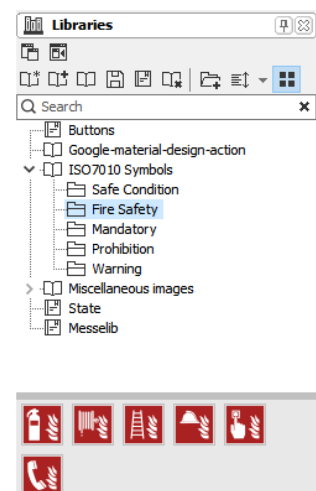 Libraries
Search
Buttons
Google-material-design-action
ISO7010 Symbols
Safe Condition
Fire Safety
Mandatory
Prohibition
Warning
Miscellaneous images
State
Messelib